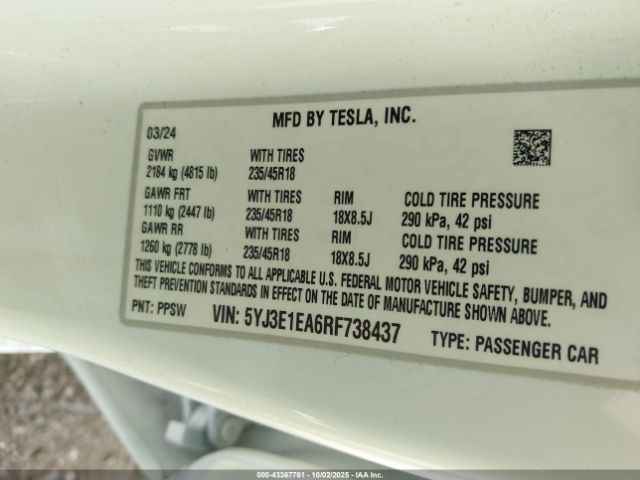 MFD BY TESLA, INC.
03/24
GVWR WITH TIRES
2184 kg (4815 lb) 235/45R18
GAWR FRT WITH TIRES RIM COLD TIRE PRESSURE
1110 kg (2447 lb) 235/45R18 18X8.5J 290 kPa, 42 psi
GAWR RR WITH TIRES RIM COLD TIRE PRESSURE
1260 kg (2778 lb) 235/45R18 18X8.5J 290 kPa, 42 psi
THIS VEHICLE CONFORMS TO ALL APPLICABLE U.S. FEDERAL MOTOR VEHICLE SAFETY, BUMPER, AND
THEFT PREVENTION STANDARDS IN EFFECT ON THE DATE OF MANUFACTURE SHOWN ABOVE.
PNT: PPSW VIN: 5YJ3E1EA6RF738437 TYPE: PASSENGER CAR
000-43367761 - 10/02/2025 - IAA Inc.